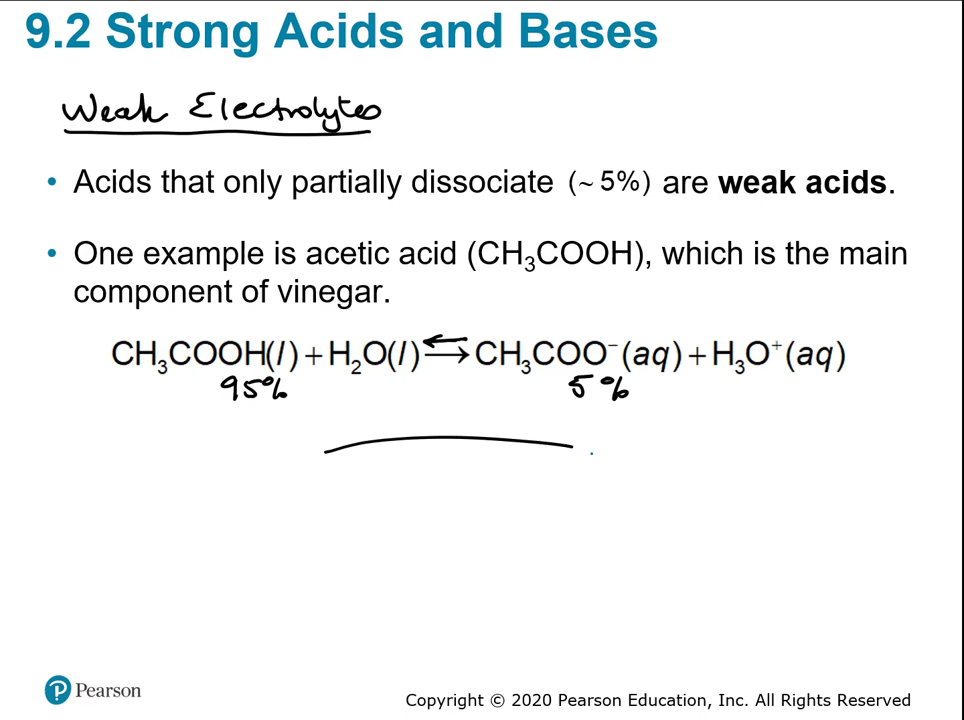 9.2 Strong Acids and Bases
Weak Electrolytes
• Acids that only partially dissociate (~ 5%) are weak acids.
• One example is acetic acid (CH₃COOH), which is the main
component of vinegar.
CH₃COOH(l) + H₂O(l) ⇄ CH₃COO⁻(aq) + H₃O⁺(aq)
95% 5%
P Pearson
Copyright © 2020 Pearson Education, Inc. All Rights Reserved